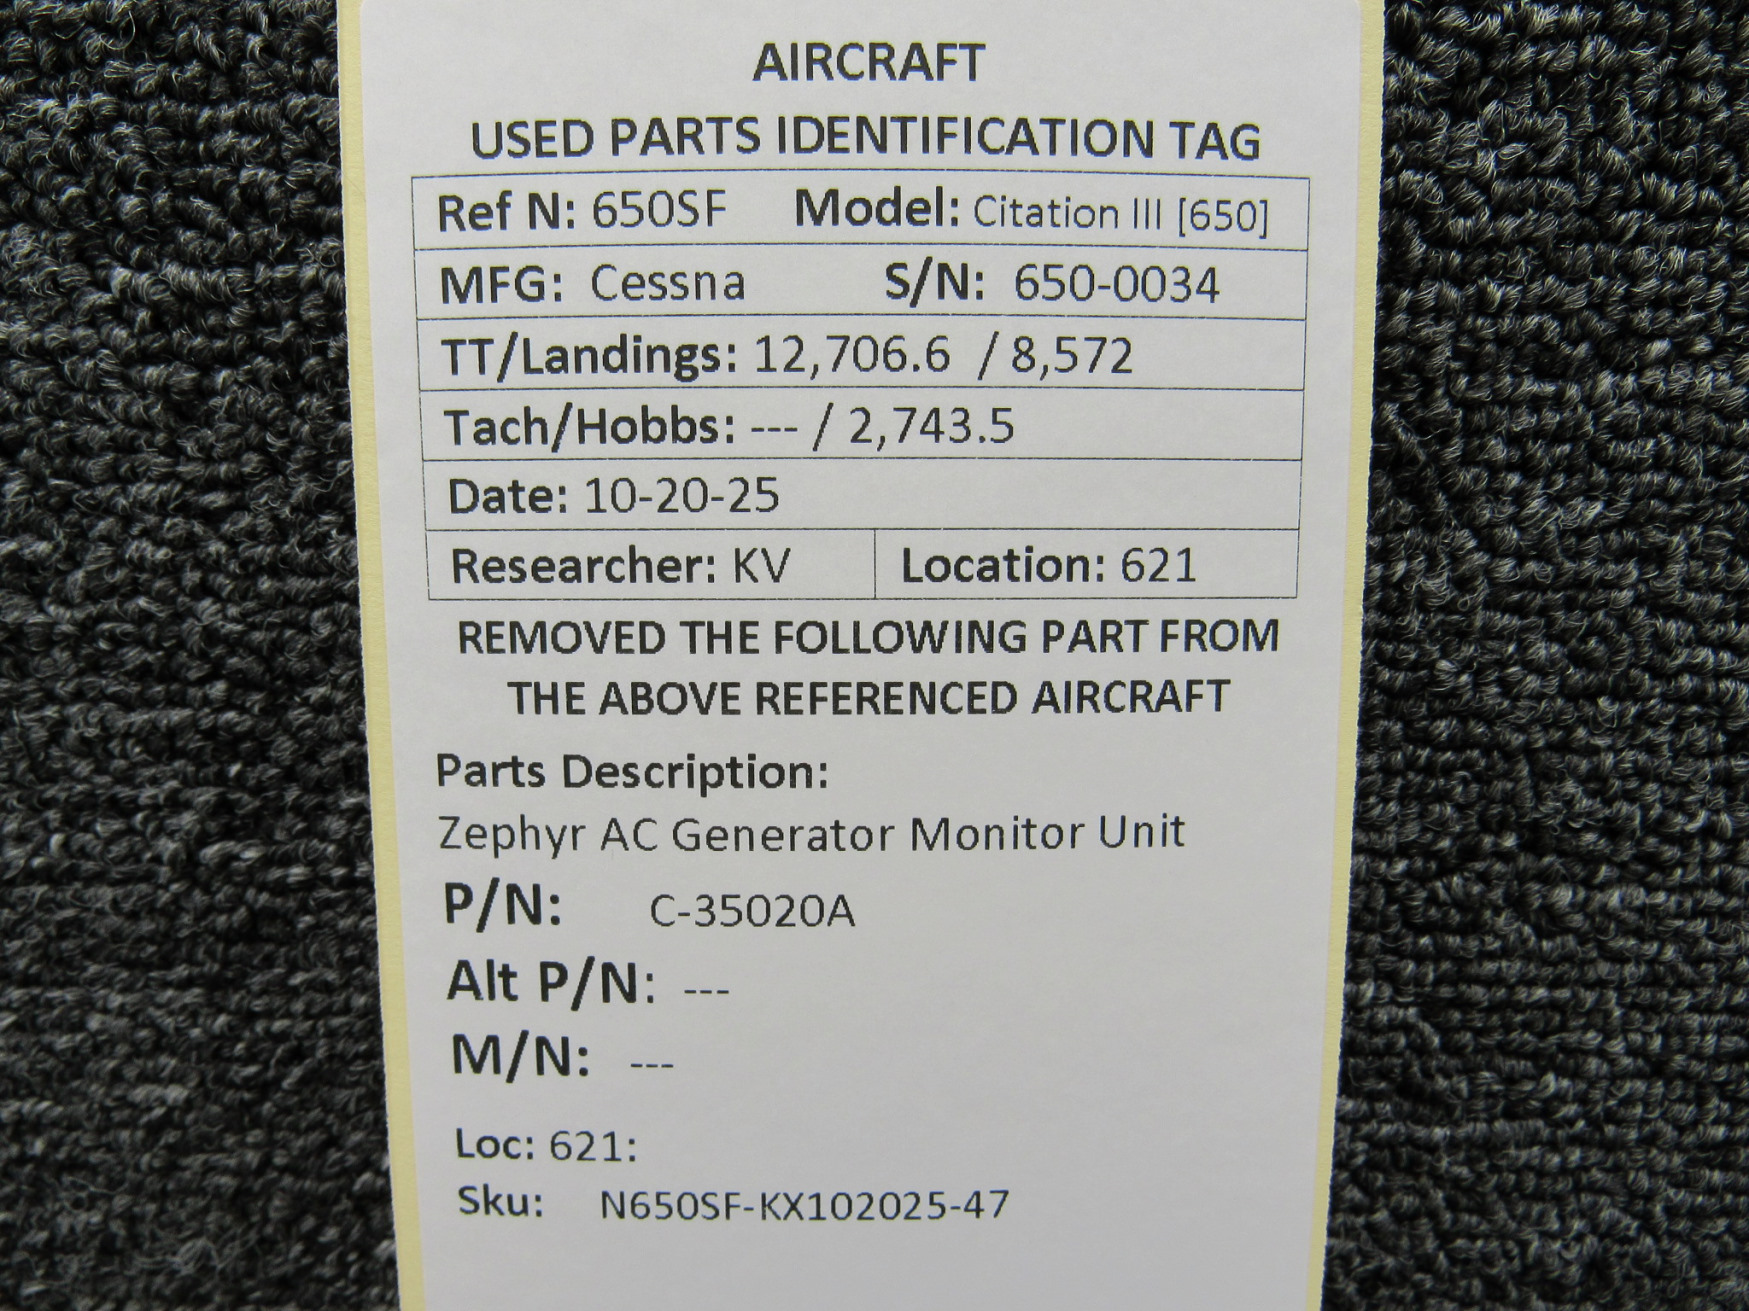 AIRCRAFT
USED PARTS IDENTIFICATION TAG
Ref N: 650SF Model: Citation III [650]
MFG: Cessna S/N: 650-0034
TT/Landings: 12,706.6 / 8,572
Tach/Hobbs: --- / 2,743.5
Date: 10-20-25
Researcher: KV Location: 621
REMOVED THE FOLLOWING PART FROM
THE ABOVE REFERENCED AIRCRAFT
Parts Description:
Zephyr AC Generator Monitor Unit
P/N: C-35020A
Alt P/N: ---
M/N: ---
Loc: 621:
Sku: N650SF-KX102025-47